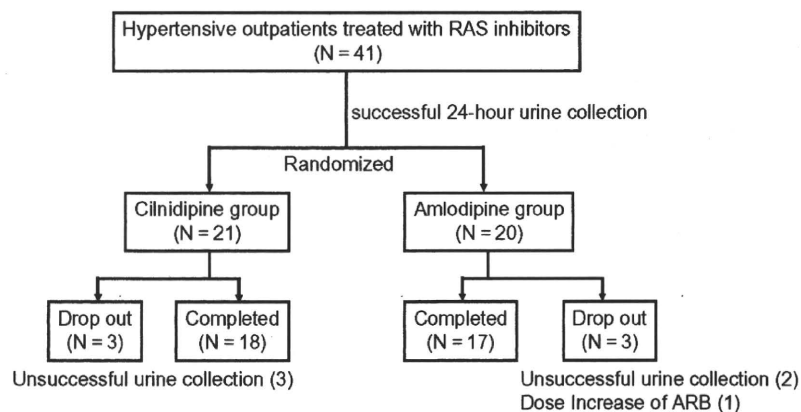 Hypertensive outpatients treated with RAS inhibitors
(N = 41)
successful 24-hour urine collection
Randomized
Cilnidipine group
(N = 21)
Amlodipine group
(N = 20)
Drop out
(N = 3)
Completed
(N = 18)
Completed
(N = 17)
Drop out
(N = 3)
Unsuccessful urine collection (3)
Unsuccessful urine collection (2)
Dose Increase of ARB (1)